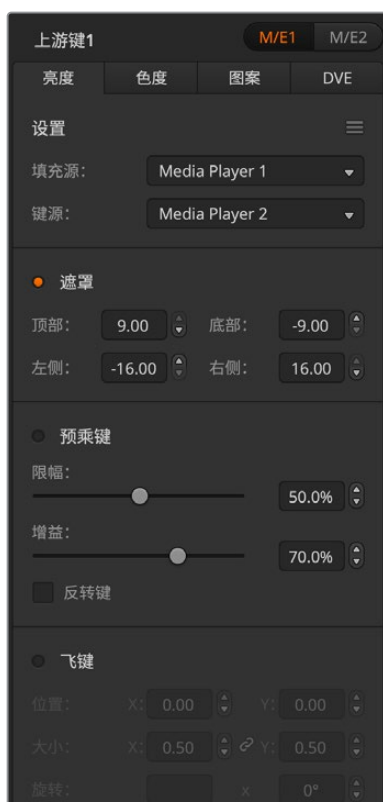 上游键1 M/E1 M/E2
亮度 色度 图案 DVE
设置
填充源: Media Player 1
键源: Media Player 2
遮罩
顶部: 9.00 底部: -9.00
左侧: -16.00 右侧: 16.00
预乘键
限幅:
50.0%
增益:
70.0%
反转键
飞键
位置: X: 0.00 Y: 0.00
大小: X: 0.50 Y: 0.50
旋转: x 0°